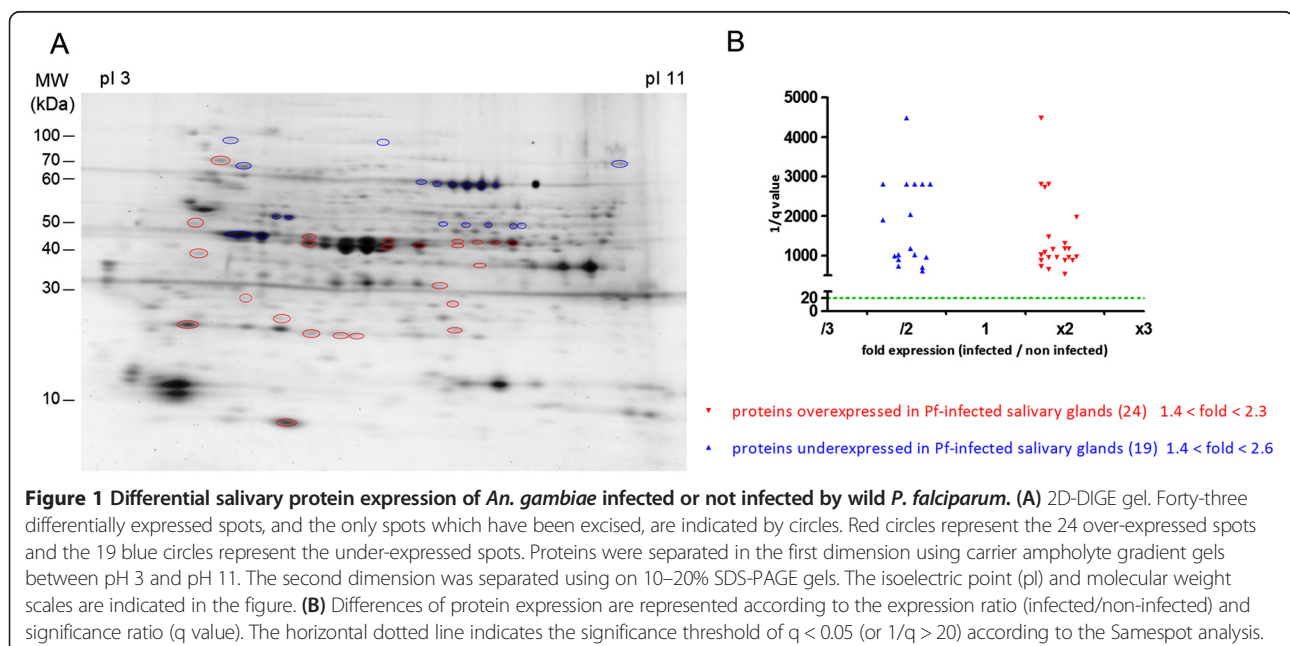 A
B
MW
(kDa)
pI 3
pI 11
100
70
60
50
40
30
10
5000
4000
3000
2000
1000
20
0
1/q value
/3 /2 1 x2 x3
fold expression (infected / non infected)
proteins overexpressed in Pf-infected salivary glands (24) 1.4 < fold < 2.3
proteins underexpressed in Pf-infected salivary glands (19) 1.4 < fold < 2.6
Figure 1 Differential salivary protein expression of An. gambiae infected or not infected by wild P. falciparum. (A) 2D-DIGE gel. Forty-three
differentially expressed spots, and the only spots which have been excised, are indicated by circles. Red circles represent the 24 over-expressed spots
and the 19 blue circles represent the under-expressed spots. Proteins were separated in the first dimension using carrier ampholyte gradient gels
between pH 3 and pH 11. The second dimension was separated using on 10–20% SDS-PAGE gels. The isoelectric point (pI) and molecular weight
scales are indicated in the figure. (B) Differences of protein expression are represented according to the expression ratio (infected/non-infected) and
significance ratio (q value). The horizontal dotted line indicates the significance threshold of q < 0.05 (or 1/q > 20) according to the Samespot analysis.